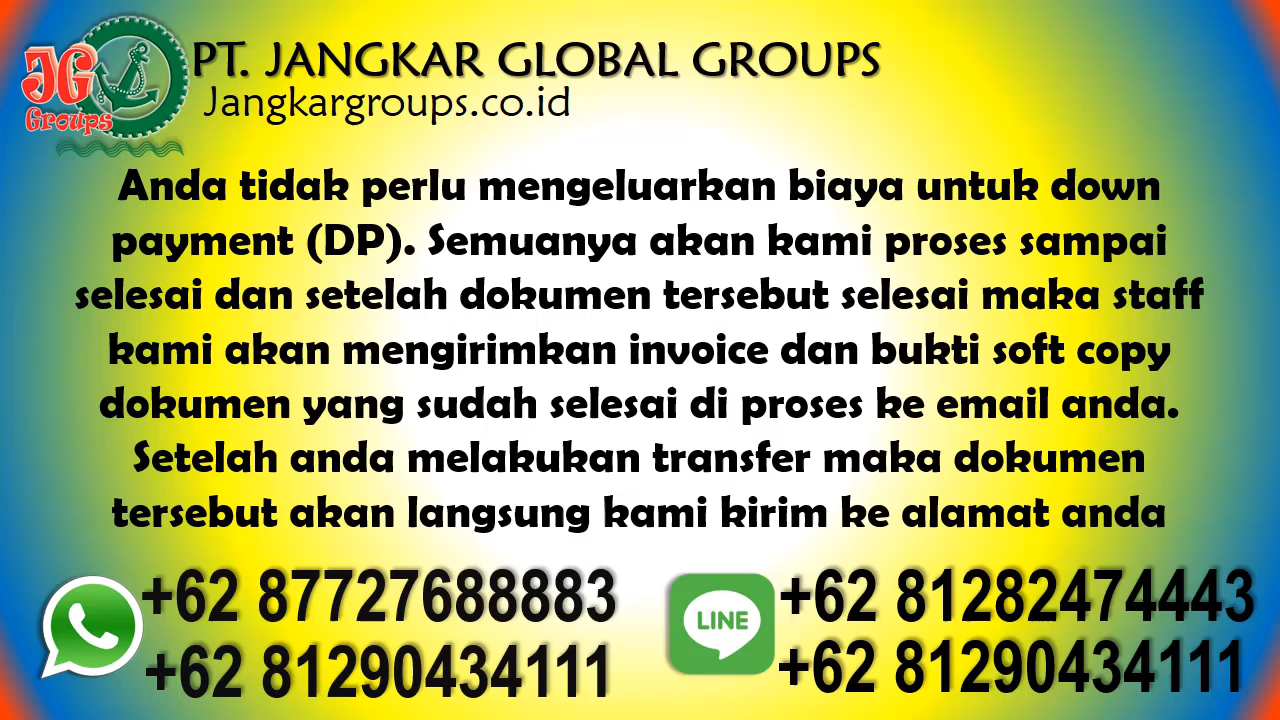 JG
Groups
PT. JANGKAR GLOBAL GROUPS
Jangkargroups.co.id
Anda tidak perlu mengeluarkan biaya untuk down
payment (DP). Semuanya akan kami proses sampai
selesai dan setelah dokumen tersebut selesai maka staff
kami akan mengirimkan invoice dan bukti soft copy
dokumen yang sudah selesai di proses ke email anda.
Setelah anda melakukan transfer maka dokumen
tersebut akan langsung kami kirim ke alamat anda
+62 87727688883
+62 81290434111
LINE
+62 81282474443
+62 81290434111